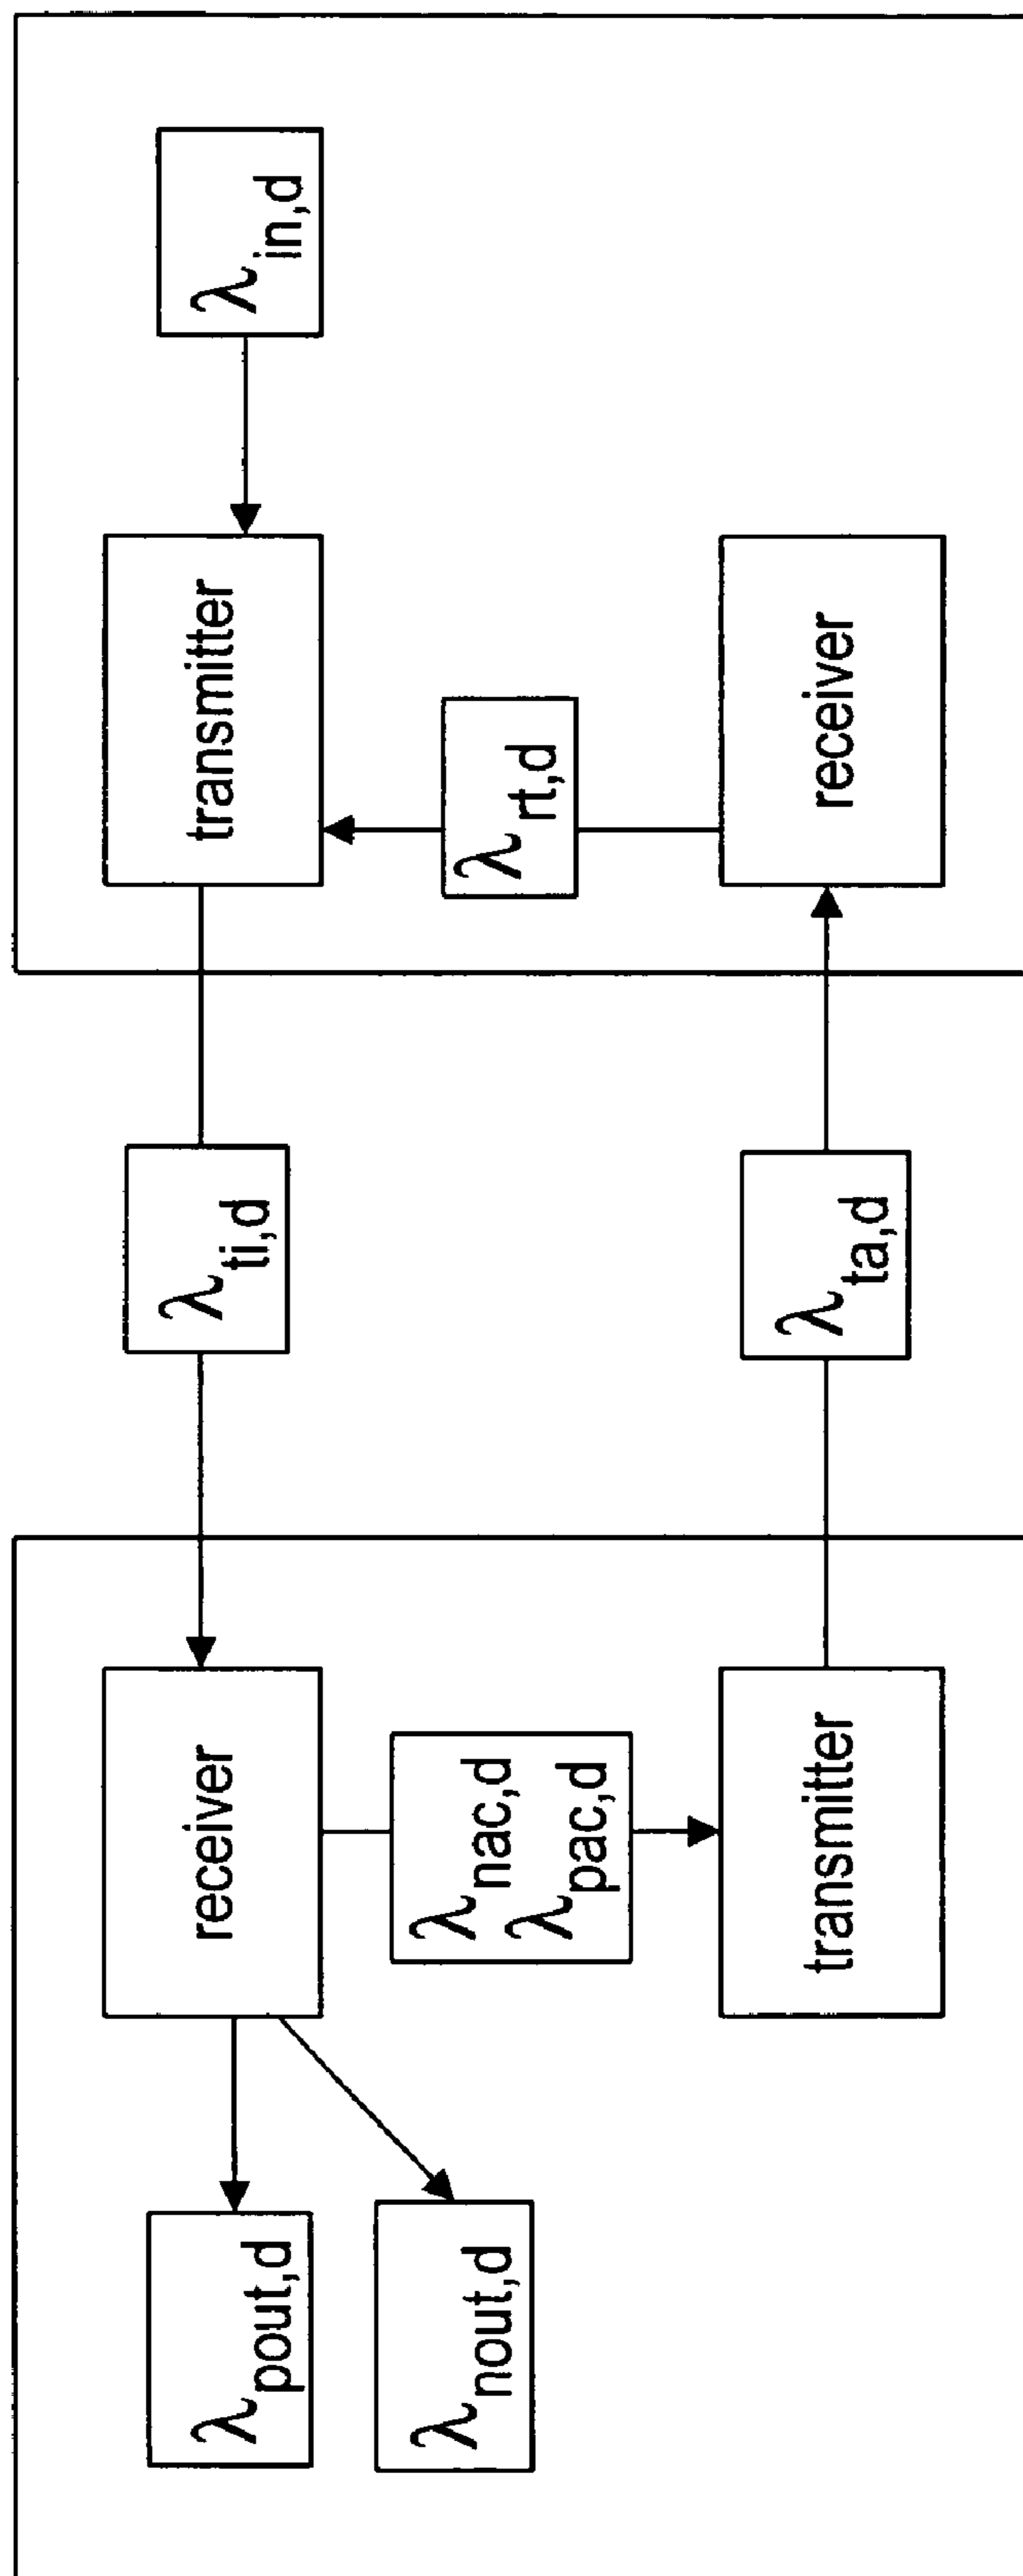 λpout,d
λnout,d
receiver
λnac,d
λpac,d
transmitter
λti,d
λta,d
transmitter
λrt,d
receiver
λin,d